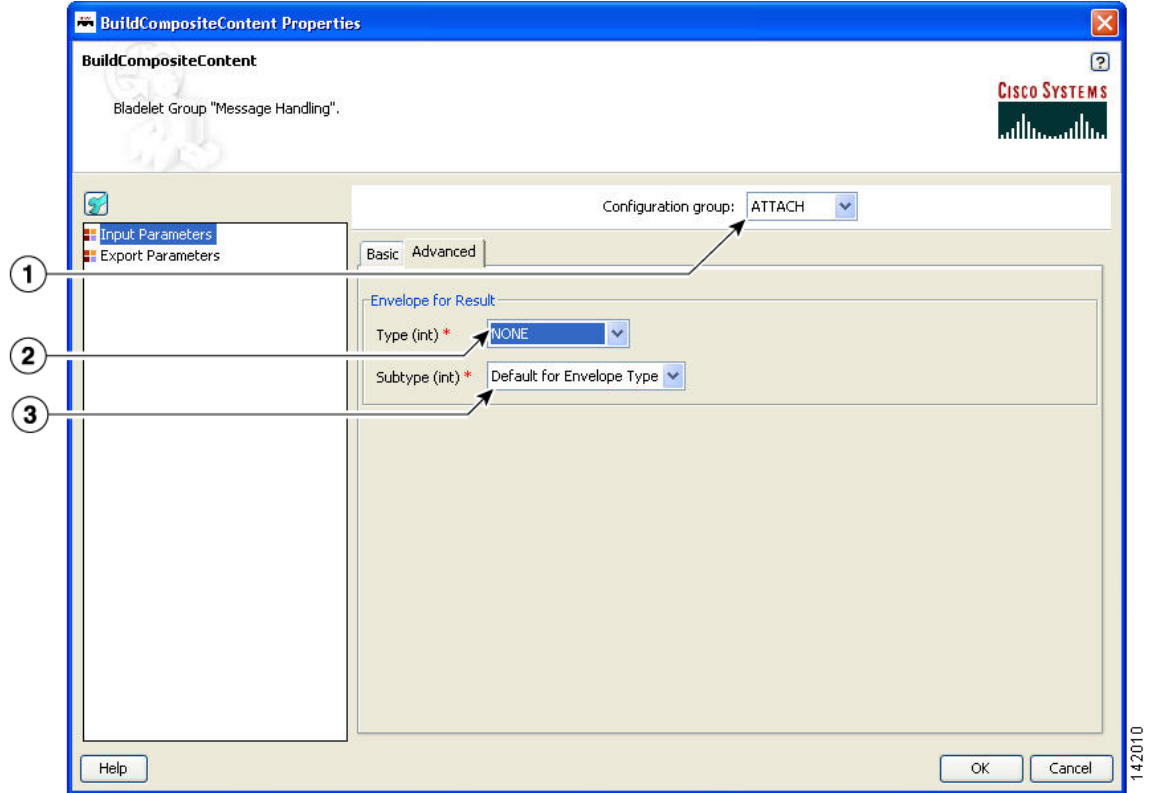 BuildCompositeContent Properties
BuildCompositeContent
?
Bladelet Group "Message Handling".
CISCO SYSTEMS
Configuration group: ATTACH
Input Parameters
Export Parameters
Basic Advanced
1
Envelope for Result
Type (int) * NONE
2
Subtype (int) * Default for Envelope Type
3
Help OK Cancel
142010